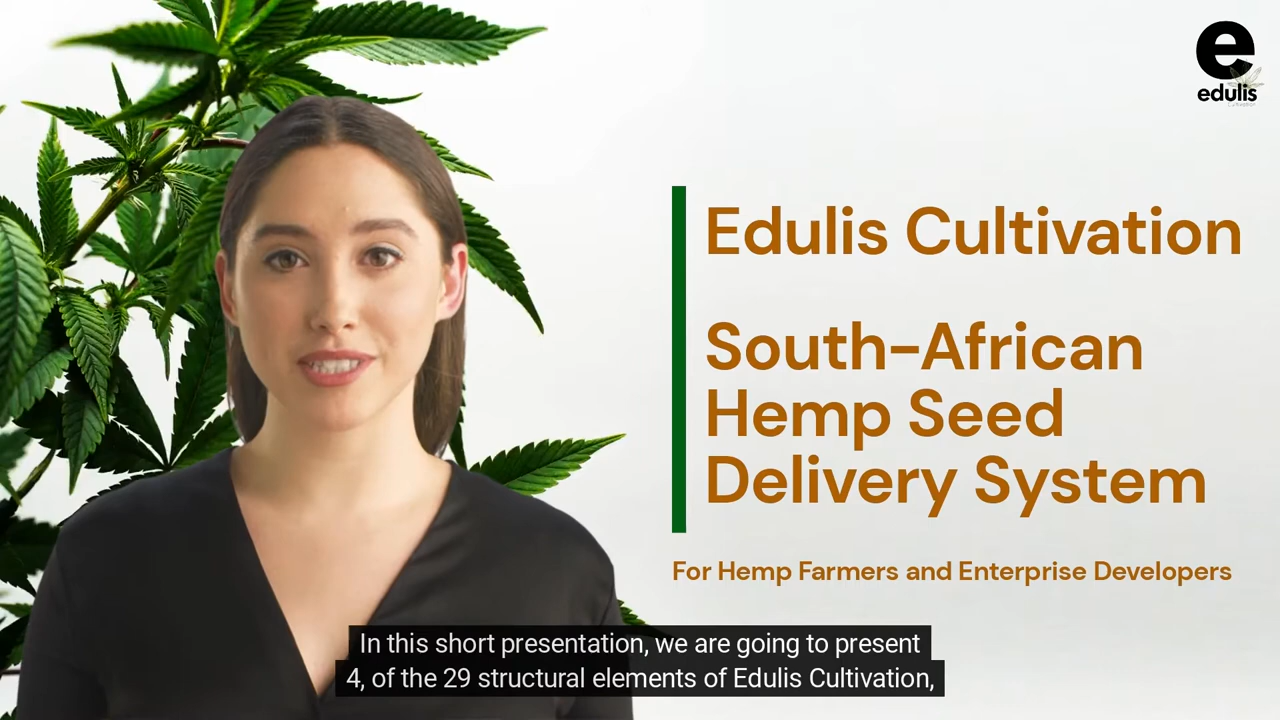 e
edulis
Cultivation
Edulis Cultivation
South-African
Hemp Seed
Delivery System
For Hemp Farmers and Enterprise Developers
In this short presentation, we are going to present
4, of the 29 structural elements of Edulis Cultivation,